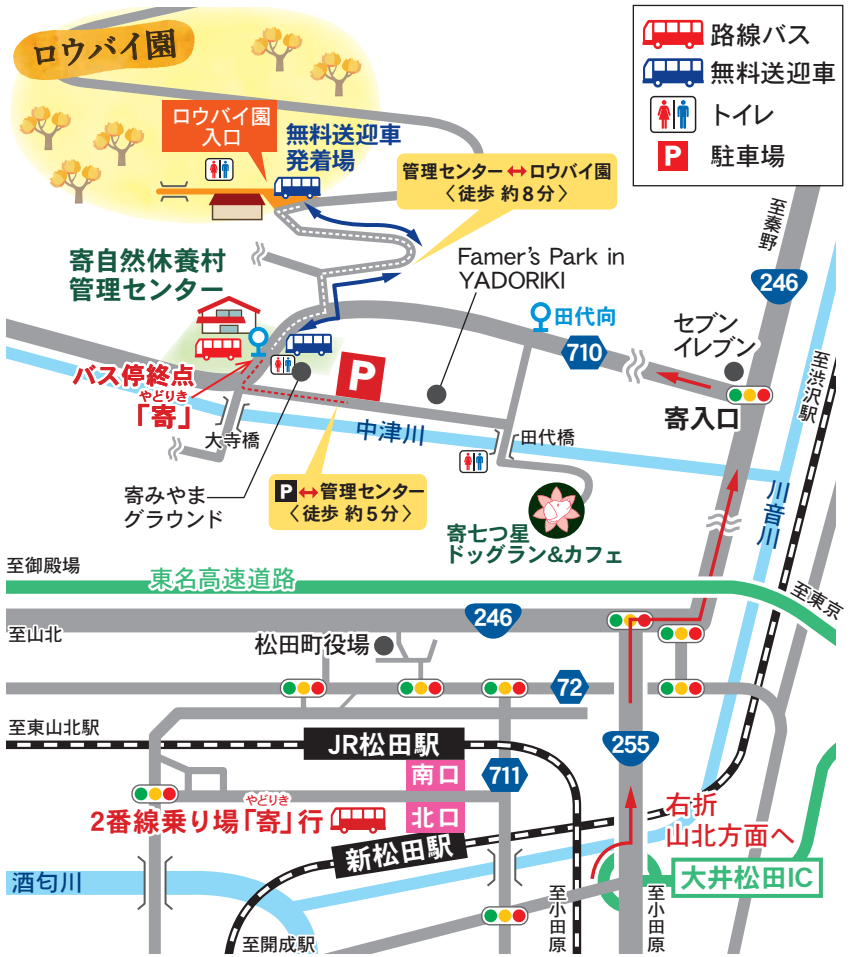 ロウバイ園
路線バス
無料送迎車
トイレ
P
駐車場
ロウバイ園
入口
無料送迎車
発着場
管理センター ↔ ロウバイ園
〈徒歩 約8分〉
至秦野
246
寄自然休養村
管理センター
Famer's Park in
YADORIKI
田代向
710
セブン
イレブン
至渋沢駅
寄入口
P
バス停終点
やどりき
「寄」
大寺橋
中津川
田代橋
寄みやま
グラウンド
P↔管理センター
〈徒歩 約5分〉
川音川
寄七つ星
ドッグラン&カフェ
至御殿場
東名高速道路
至東京
246
至山北
松田町役場
72
至東山北駅
JR松田駅
255
南口
711
やどりき
2番線乗り場「寄」行
北口
右折
山北方面へ
新松田駅
大井松田IC
酒匂川
至小田原
至小田原
至開成駅